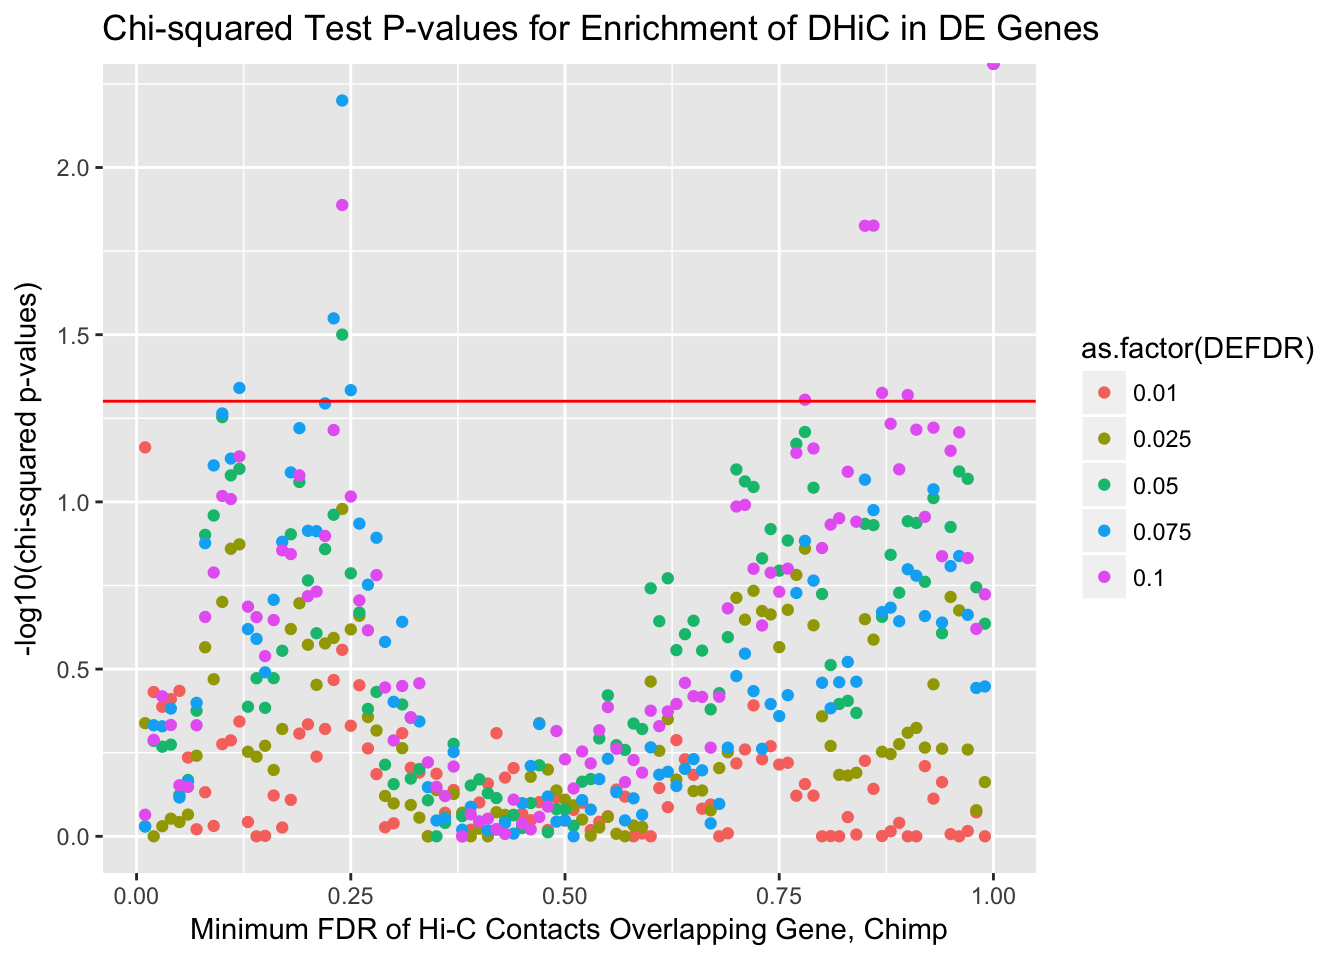 Chi-squared Test P-values for Enrichment of DHiC in DE Genes
-log10(chi-squared p-values)
2.0
1.5
1.0
0.5
0.0
0.00 0.25 0.50 0.75 1.00
Minimum FDR of Hi-C Contacts Overlapping Gene, Chimp
as.factor(DEFDR)
0.01
0.025
0.05
0.075
0.1